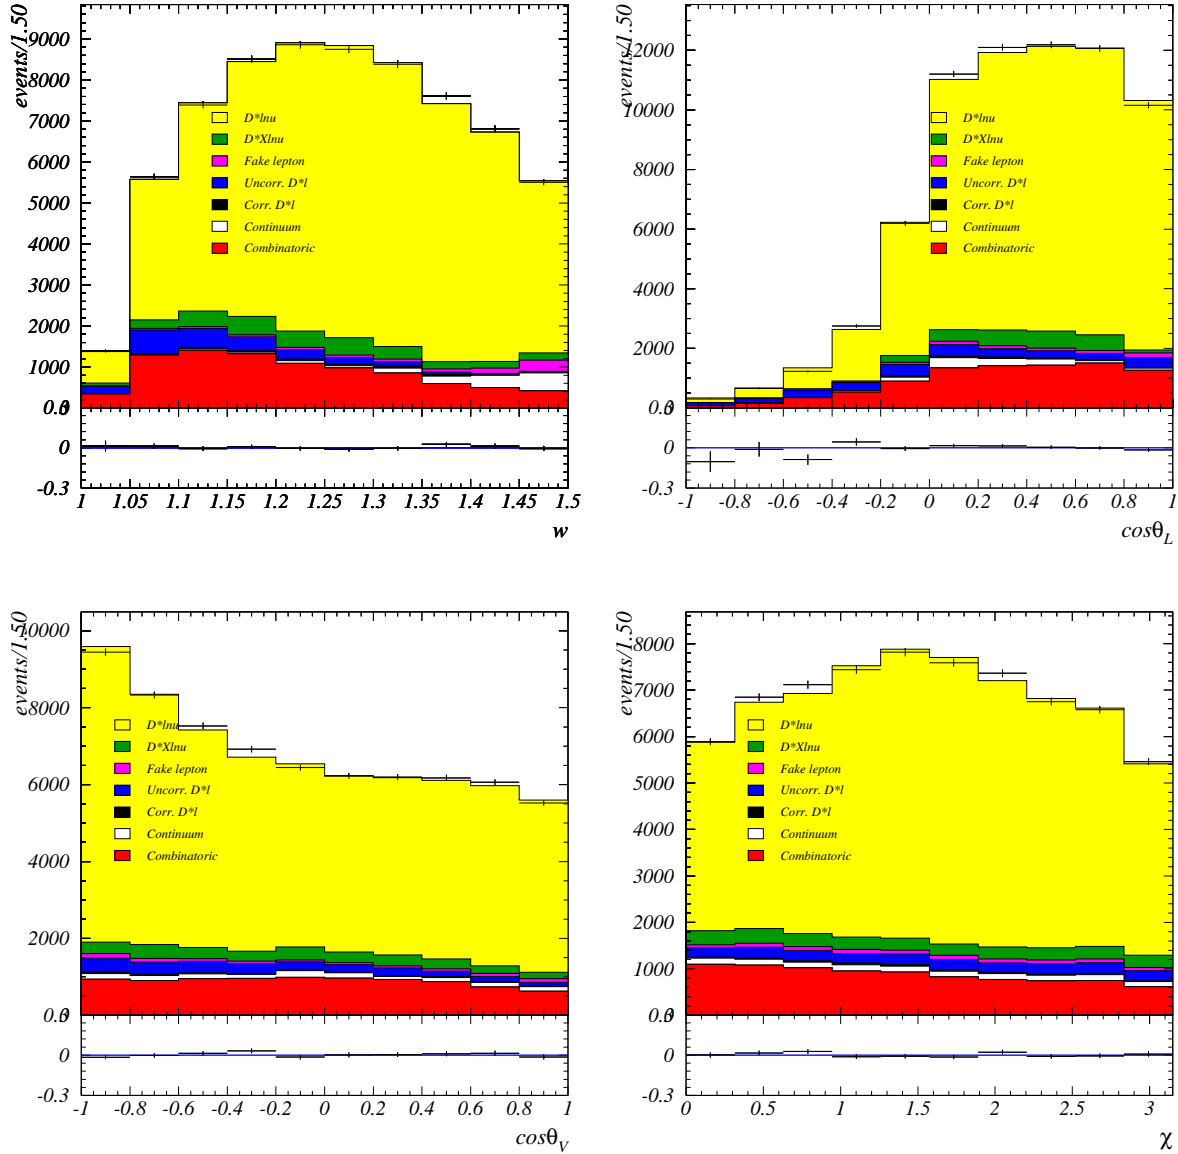 events/1.50
9000
8000
7000
6000
5000
4000
3000
2000
1000
0
0.3
0
-0.3
1 1.05 1.1 1.15 1.2 1.25 1.3 1.35 1.4 1.45 1.5
w
D*lnu
D*Xlnu
Fake lepton
Uncorr. D*l
Corr. D*l
Continuum
Combinatoric
events/1.50
12000
10000
8000
6000
4000
2000
0
0.3
0
-0.3
-1 -0.8 -0.6 -0.4 -0.2 0 0.2 0.4 0.6 0.8 1
cosθL
D*lnu
D*Xlnu
Fake lepton
Uncorr. D*l
Corr. D*l
Continuum
Combinatoric
events/1.50
10000
8000
6000
4000
2000
0
0.3
0
-0.3
-1 -0.8 -0.6 -0.4 -0.2 0 0.2 0.4 0.6 0.8 1
cosθV
D*lnu
D*Xlnu
Fake lepton
Uncorr. D*l
Corr. D*l
Continuum
Combinatoric
events/1.50
8000
7000
6000
5000
4000
3000
2000
1000
0
0.3
0
-0.3
0 0.5 1 1.5 2 2.5 3
χ
D*lnu
D*Xlnu
Fake lepton
Uncorr. D*l
Corr. D*l
Continuum
Combinatoric